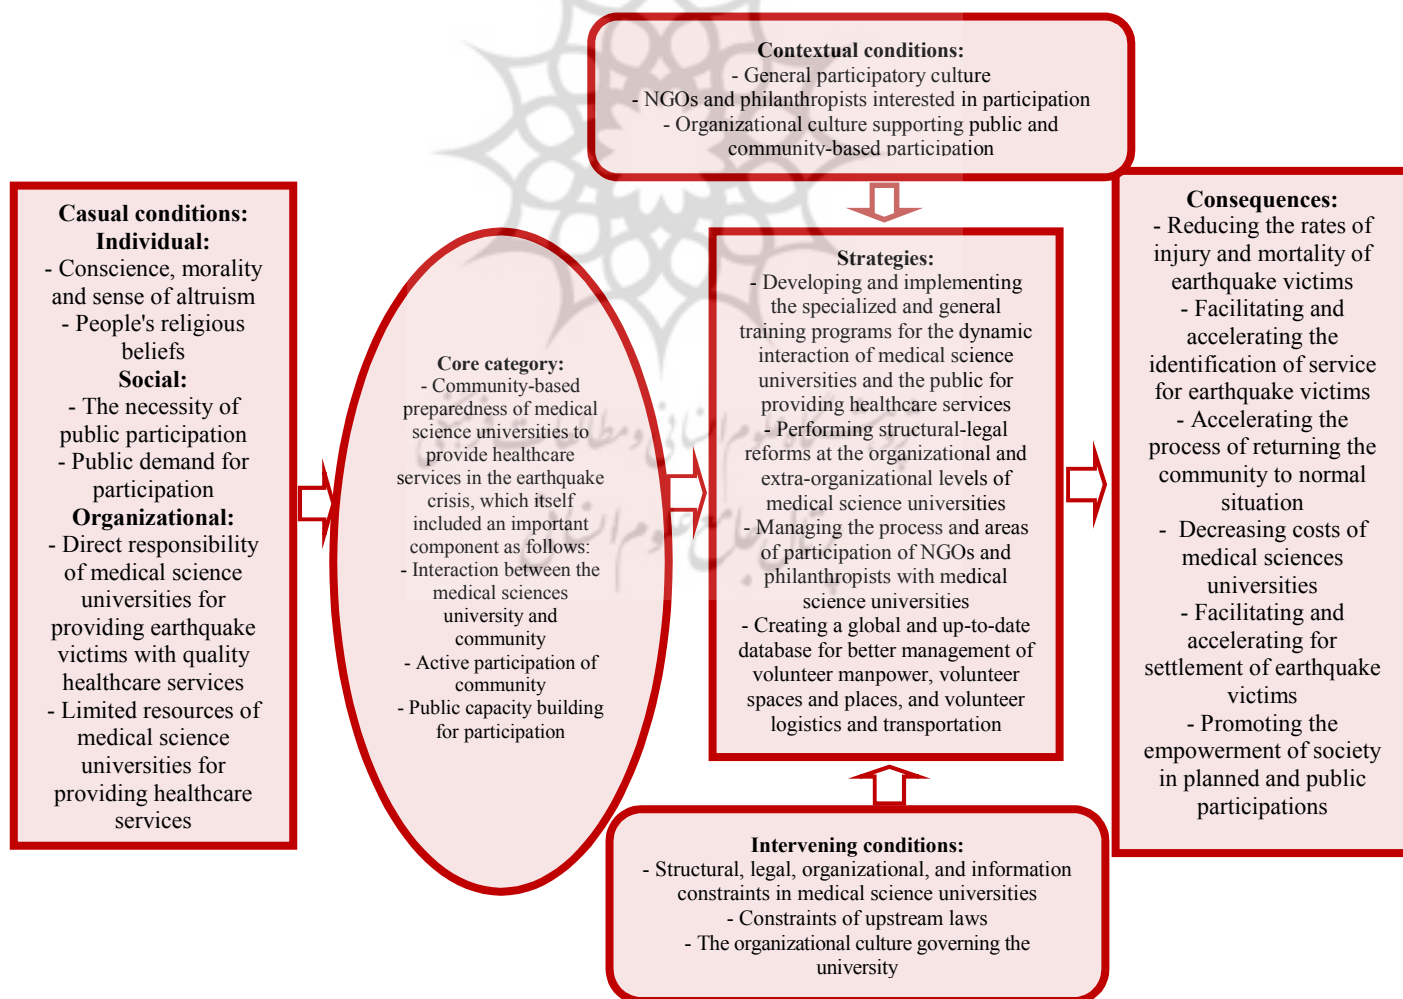 Contextual conditions:
- General participatory culture
- NGOs and philanthropists interested in participation
- Organizational culture supporting public and
community-based participation
Casual conditions:
Individual:
- Conscience, morality
and sense of altruism
- People's religious
beliefs
Social:
- The necessity of
public participation
- Public demand for
participation
Organizational:
- Direct responsibility
of medical science
universities for
providing earthquake
victims with quality
healthcare services
- Limited resources of
medical science
universities for
providing healthcare
services
Core category:
- Community-based
preparedness of medical
science universities to
provide healthcare
services in the earthquake
crisis, which itself
included an important
component as follows:
- Interaction between the
medical sciences
university and
community
- Active participation of
community
- Public capacity building
for participation
Strategies:
- Developing and implementing
the specialized and general
training programs for the dynamic
interaction of medical science
universities and the public for
providing healthcare services
- Performing structural-legal
reforms at the organizational and
extra-organizational levels of
medical science universities
- Managing the process and areas
of participation of NGOs and
philanthropists with medical
science universities
- Creating a global and up-to-date
database for better management of
volunteer manpower, volunteer
spaces and places, and volunteer
logistics and transportation
Consequences:
- Reducing the rates of
injury and mortality of
earthquake victims
- Facilitating and
accelerating the
identification of service
for earthquake victims
- Accelerating the
process of returning the
community to normal
situation
- Decreasing costs of
medical sciences
universities
- Facilitating and
accelerating for
settlement of earthquake
victims
- Promoting the
empowerment of society
in planned and public
participations
Intervening conditions:
- Structural, legal, organizational, and information
constraints in medical science universities
- Constraints of upstream laws
- The organizational culture governing the
university
پژوهشگاه علوم انسانی و مطالعات فرهنگی
پرتال جامع علوم انسانی